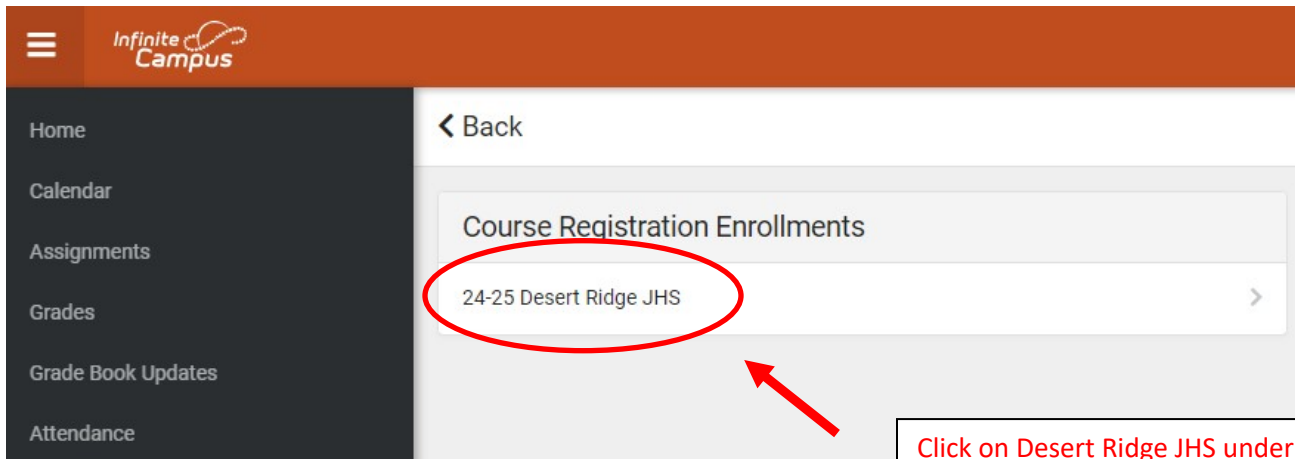 Infinite
Campus
Home
Calendar
Assignments
Grades
Grade Book Updates
Attendance
Back
Course Registration Enrollments
24-25 Desert Ridge JHS
Click on Desert Ridge JHS under